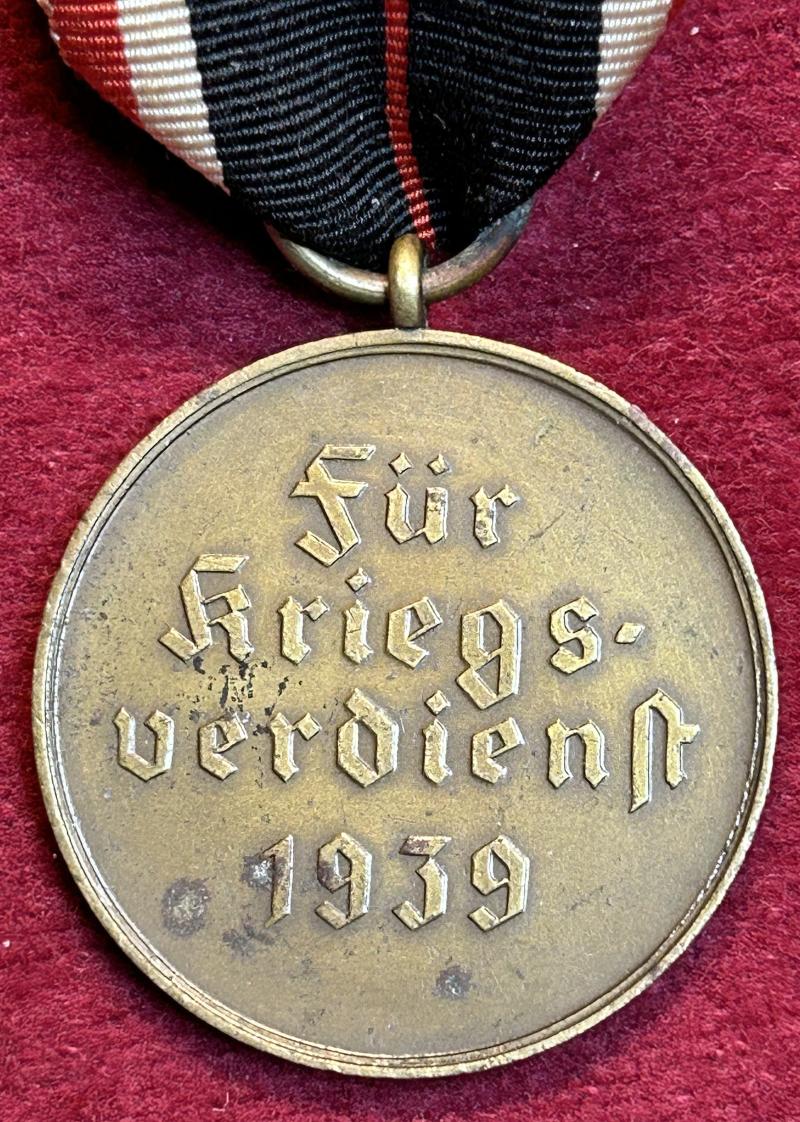 Für
Kriegs-
verdienst
1939